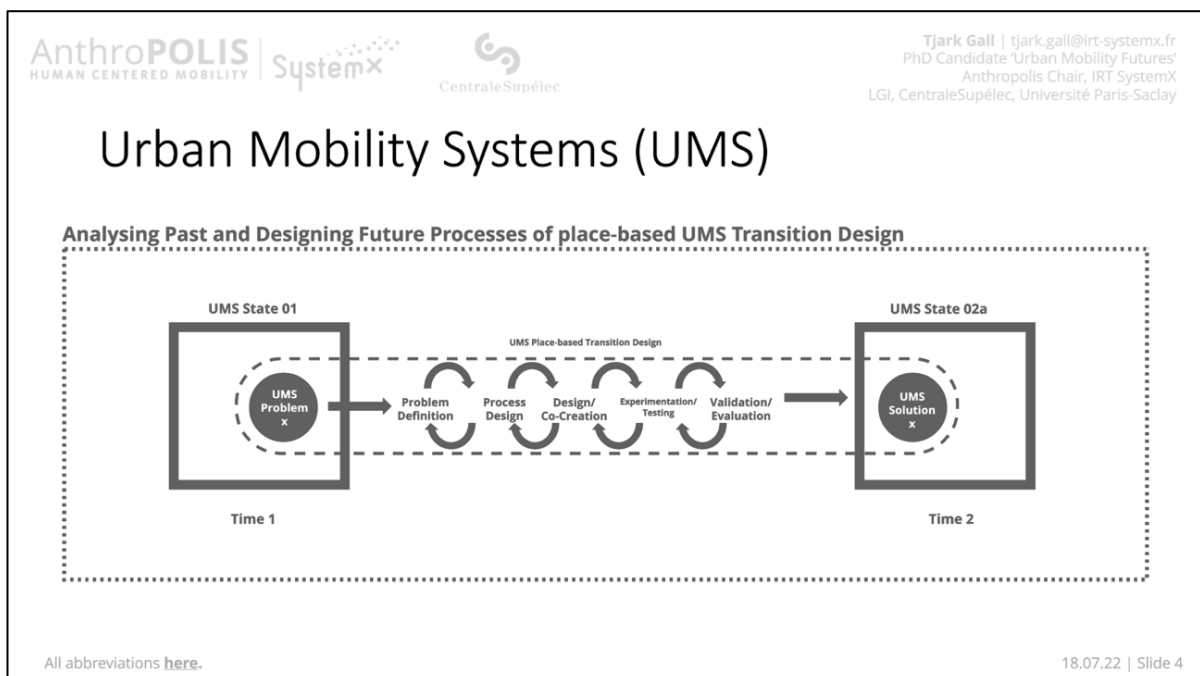 AnthroPOLIS
HUMAN CENTERED MOBILITY
SystemX
CentraleSupélec
Tjark Gall | tjark.gall@irt-systemx.fr
PhD Candidate ‘Urban Mobility Futures’
Anthropolis Chair, IRT SystemX
LGI, CentraleSupélec, Université Paris-Saclay
Urban Mobility Systems (UMS)
Analysing Past and Designing Future Processes of place-based UMS Transition Design
UMS State 01
UMS State 02a
UMS Place-based Transition Design
UMS
Problem
x
Problem
Definition
Process
Design
Design/
Co-Creation
Experimentation/
Testing
Validation/
Evaluation
UMS
Solution
x
Time 1
Time 2
All abbreviations here.
18.07.22 | Slide 4